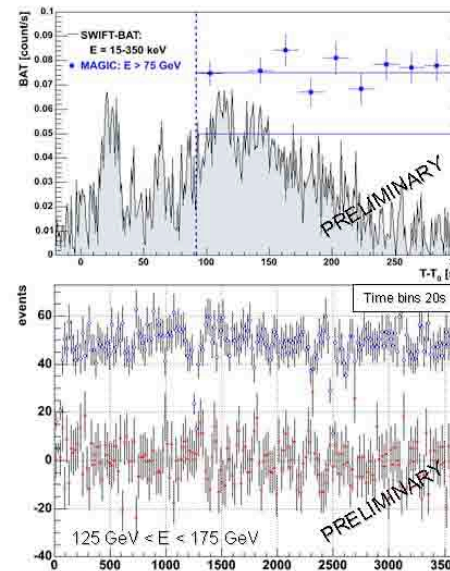 0.1
0.09
0.08
0.07
0.06
0.05
0.04
0.03
0.02
0.01
0
BAT [count/s]
SWIFT-BAT:
E = 15-350 keV
MAGIC: E > 75 GeV
PRELIMINARY
0 50 100 150 200 250
T-T0 [s
events
Time bins 20s
60
40
20
0
-20
-40
125 GeV < E < 175 GeV
PRELIMINARY
0 500 1000 1500 2000 2500 3000 350